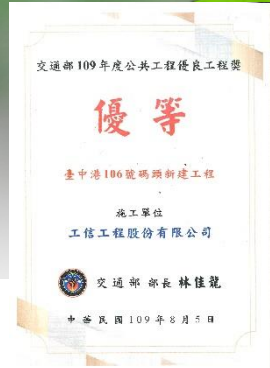 交通部109年度公共工程優良工程獎
優等
臺中港106號碼頭新建工程
施工單位
工信工程股份有限公司
交通部 部長 林佳龍
中華民國109年8月5日